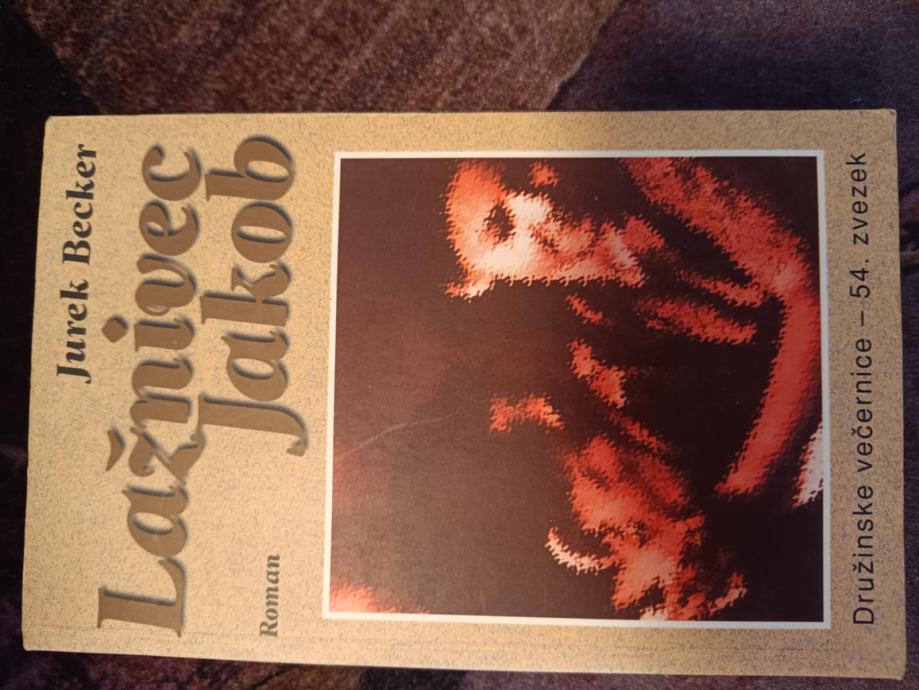 Jurek Becker
Lažnivec
Jakob
Roman
Družinske večernice – 54. zvezek